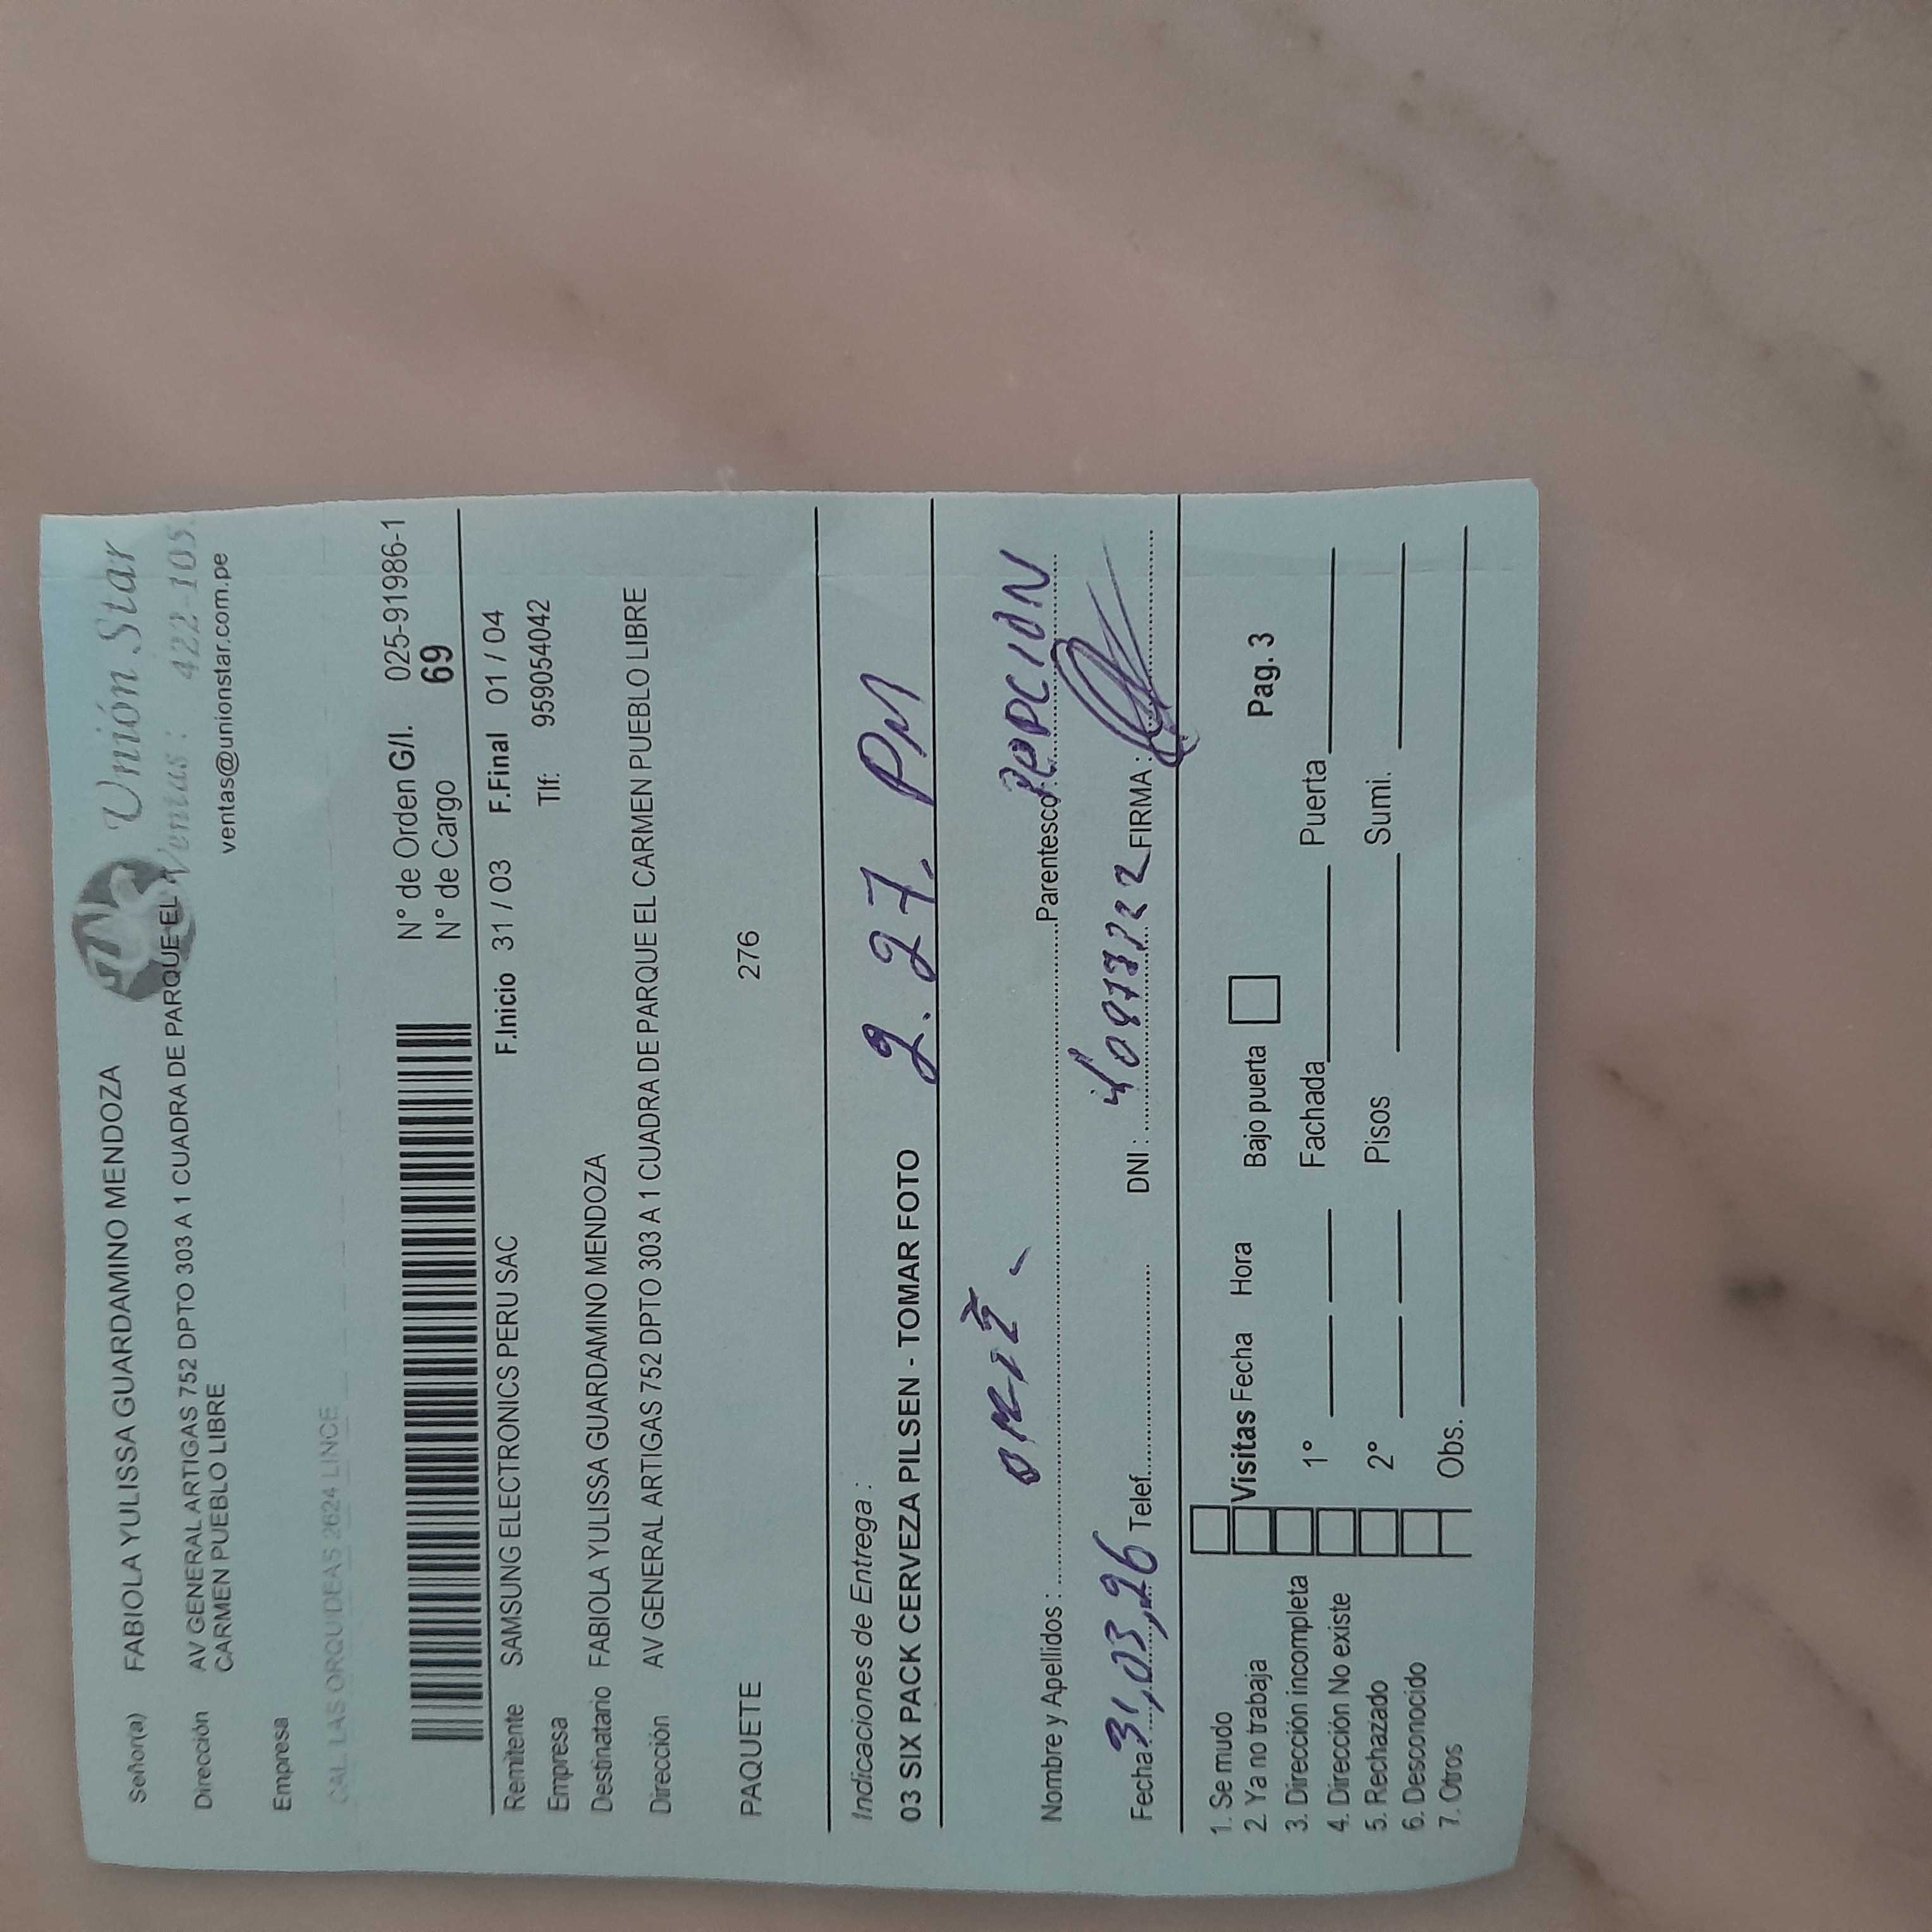 Señor(a) FABIOLA YULISSA GUARDAMINO MENDOZA
Unión Star
Ventas : 422-105
ventas@unionstar.com.pe
Dirección AV GENERAL ARTIGAS 752 DPTO 303 A 1 CUADRA DE PARQUE EL
CARMEN PUEBLO LIBRE
Empresa
CAL. LAS ORQUIDEAS 2624 LINCE
N° de Orden G/I. 025-91986-1
N° de Cargo 69
Remitente SAMSUNG ELECTRONICS PERU SAC F.Inicio 31 / 03 F.Final 01 / 04
Empresa Tlf: 959054042
Destinatario FABIOLA YULISSA GUARDAMINO MENDOZA
Dirección AV GENERAL ARTIGAS 752 DPTO 303 A 1 CUADRA DE PARQUE EL CARMEN PUEBLO LIBRE
PAQUETE 276
Indicaciones de Entrega :
03 SIX PACK CERVEZA PILSEN - TOMAR FOTO 2.27. PM
Nombre y Apellidos : Parentesco:
Fecha: 31,03,26 Telef. DNI : FIRMA :
1. Se mudo
2. Ya no trabaja Visitas Fecha Hora Bajo puerta Pag. 3
3. Dirección incompleta 1° Fachada Puerta
4. Dirección No existe
5. Rechazado 2° Pisos Sumi.
6. Desconocido
7. Otros Obs.